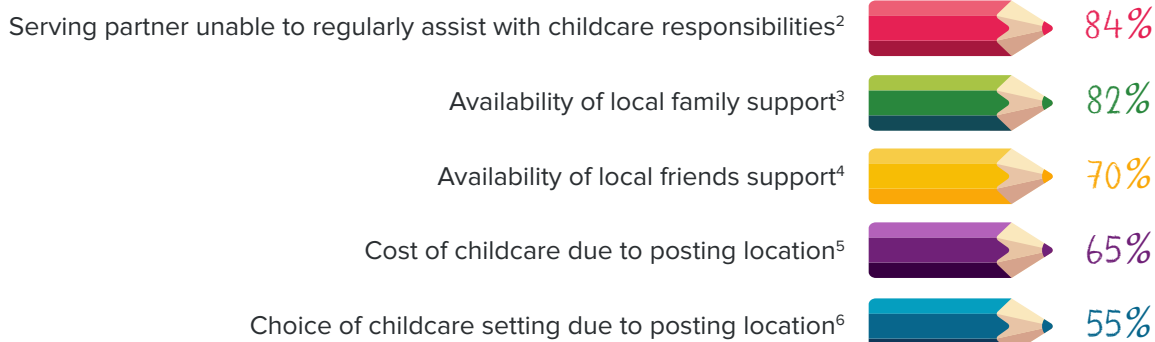 Serving partner unable to regularly assist with childcare responsibilities² 84%
Availability of local family support³ 82%
Availability of local friends support⁴ 70%
Cost of childcare due to posting location⁵ 65%
Choice of childcare setting due to posting location⁶ 55%